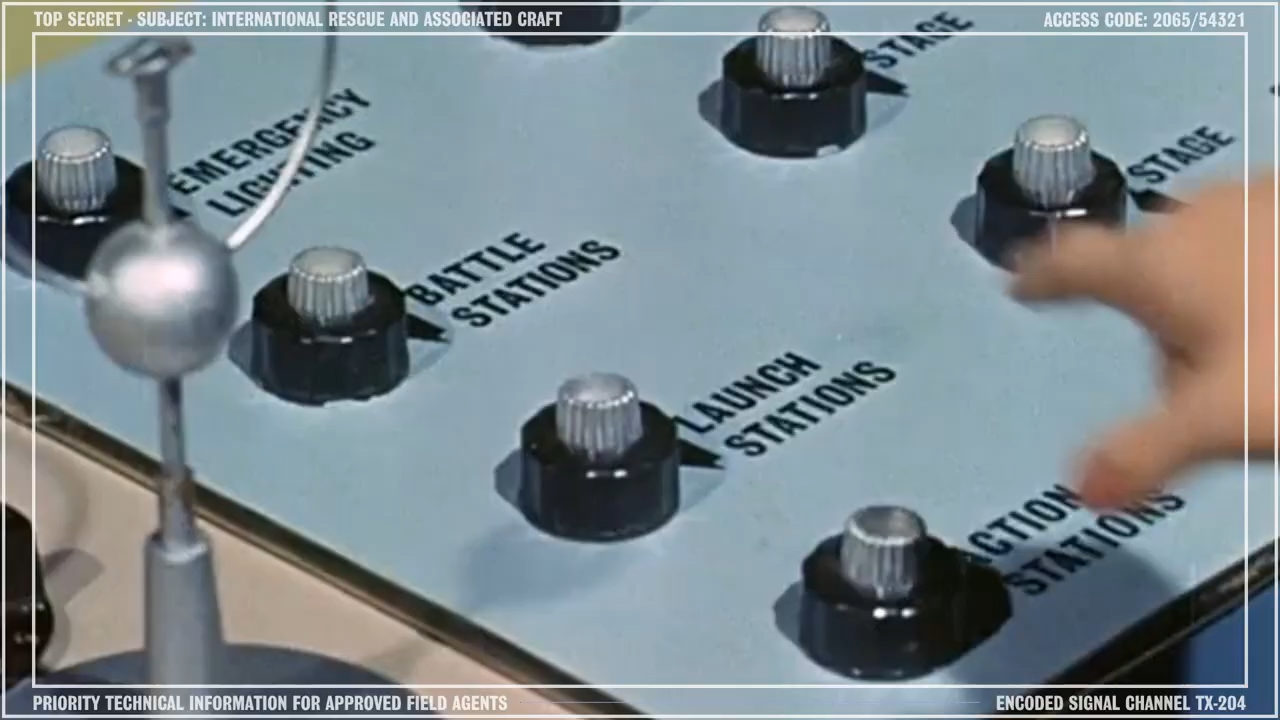 TOP SECRET - SUBJECT: INTERNATIONAL RESCUE AND ASSOCIATED CRAFT
ACCESS CODE: 2065/54321
STAGE
EMERGENCY
LIGHTING
STAGE
BATTLE
STATIONS
LAUNCH
STATIONS
ACTION
STATIONS
PRIORITY TECHNICAL INFORMATION FOR APPROVED FIELD AGENTS
ENCODED SIGNAL CHANNEL TX-204